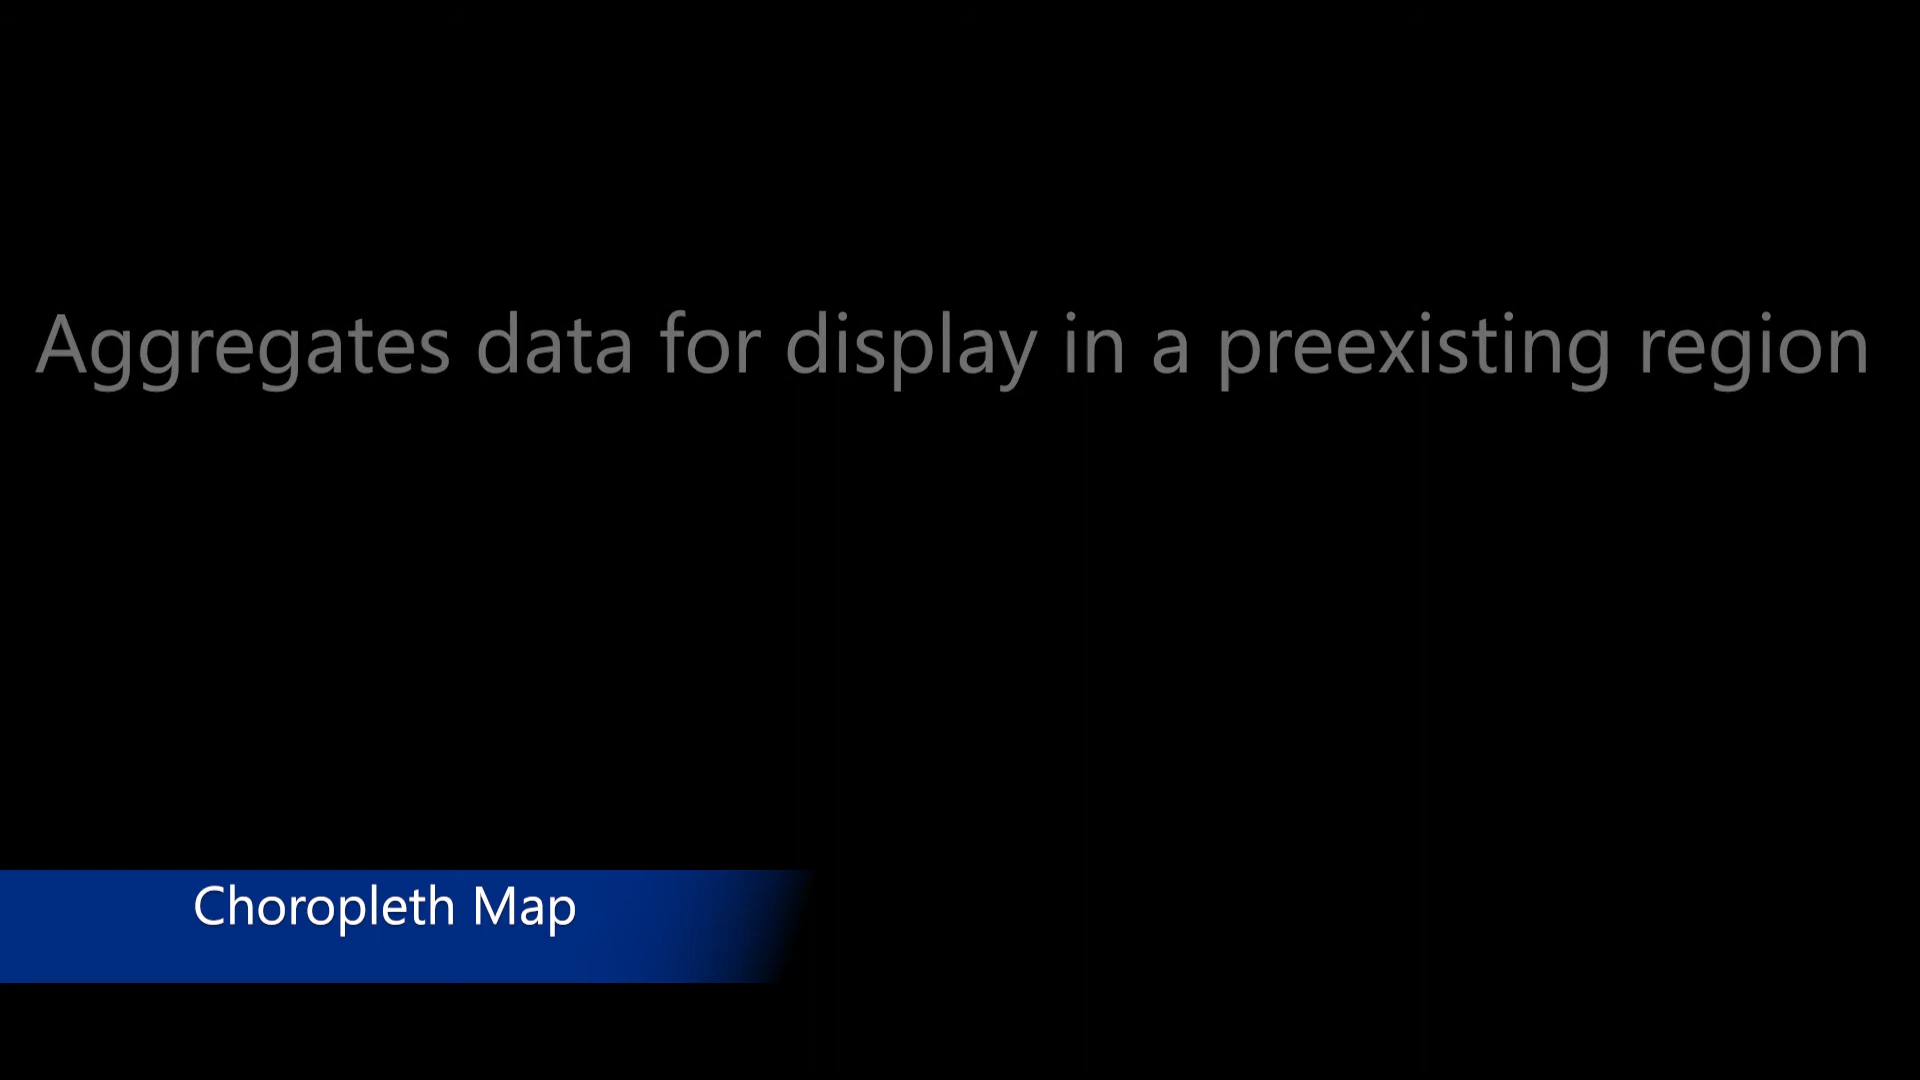 Aggregates data for display in a preexisting region
Choropleth Map